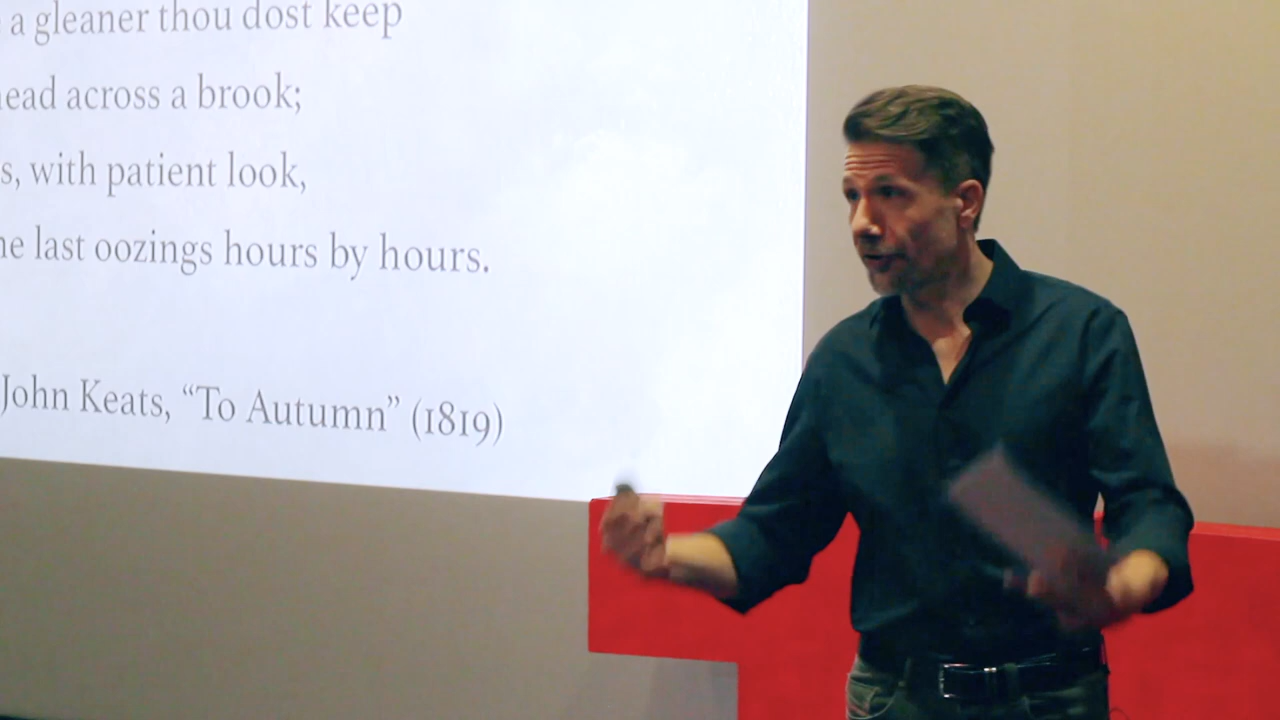 a gleaner thou dost keep
ead across a brook;
s, with patient look,
e last oozings hours by hours.
John Keats, “To Autumn” (1819)